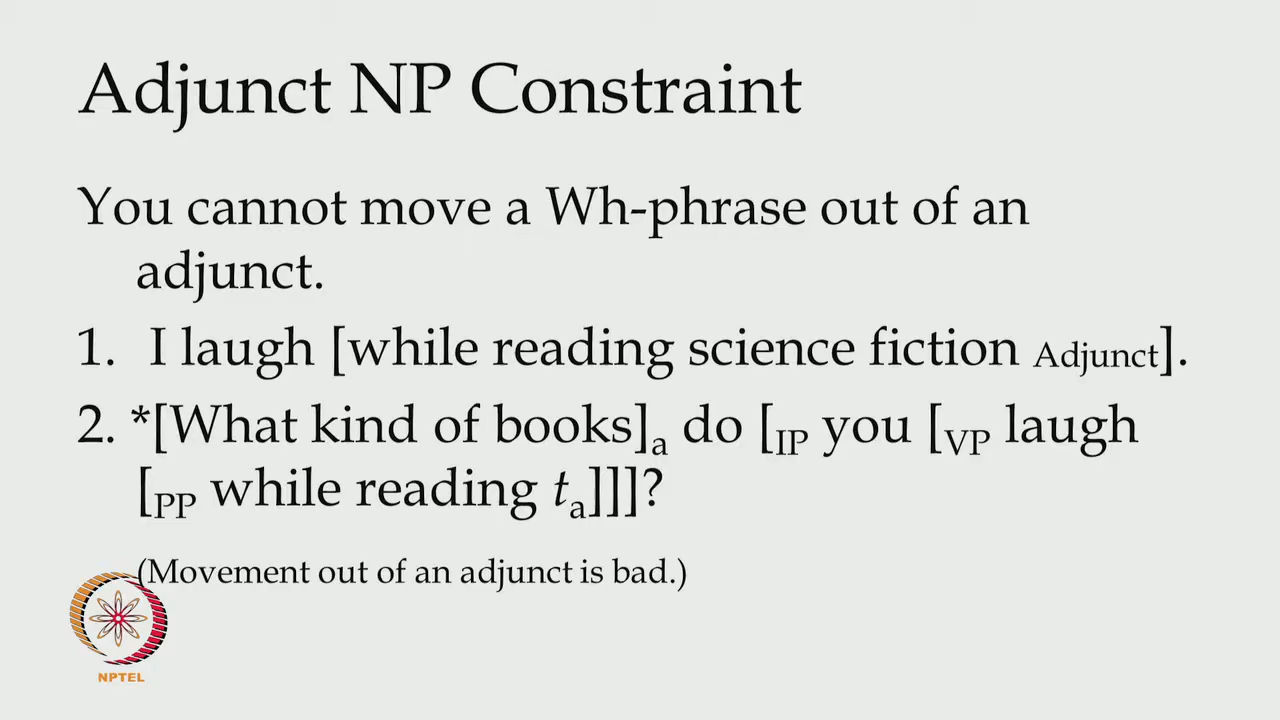 Adjunct NP Constraint
You cannot move a Wh-phrase out of an
adjunct.
1. I laugh [while reading science fiction Adjunct].
2. *[What kind of books]a do [IP you [VP laugh
[PP while reading ta]]]?
(Movement out of an adjunct is bad.)
NPTEL